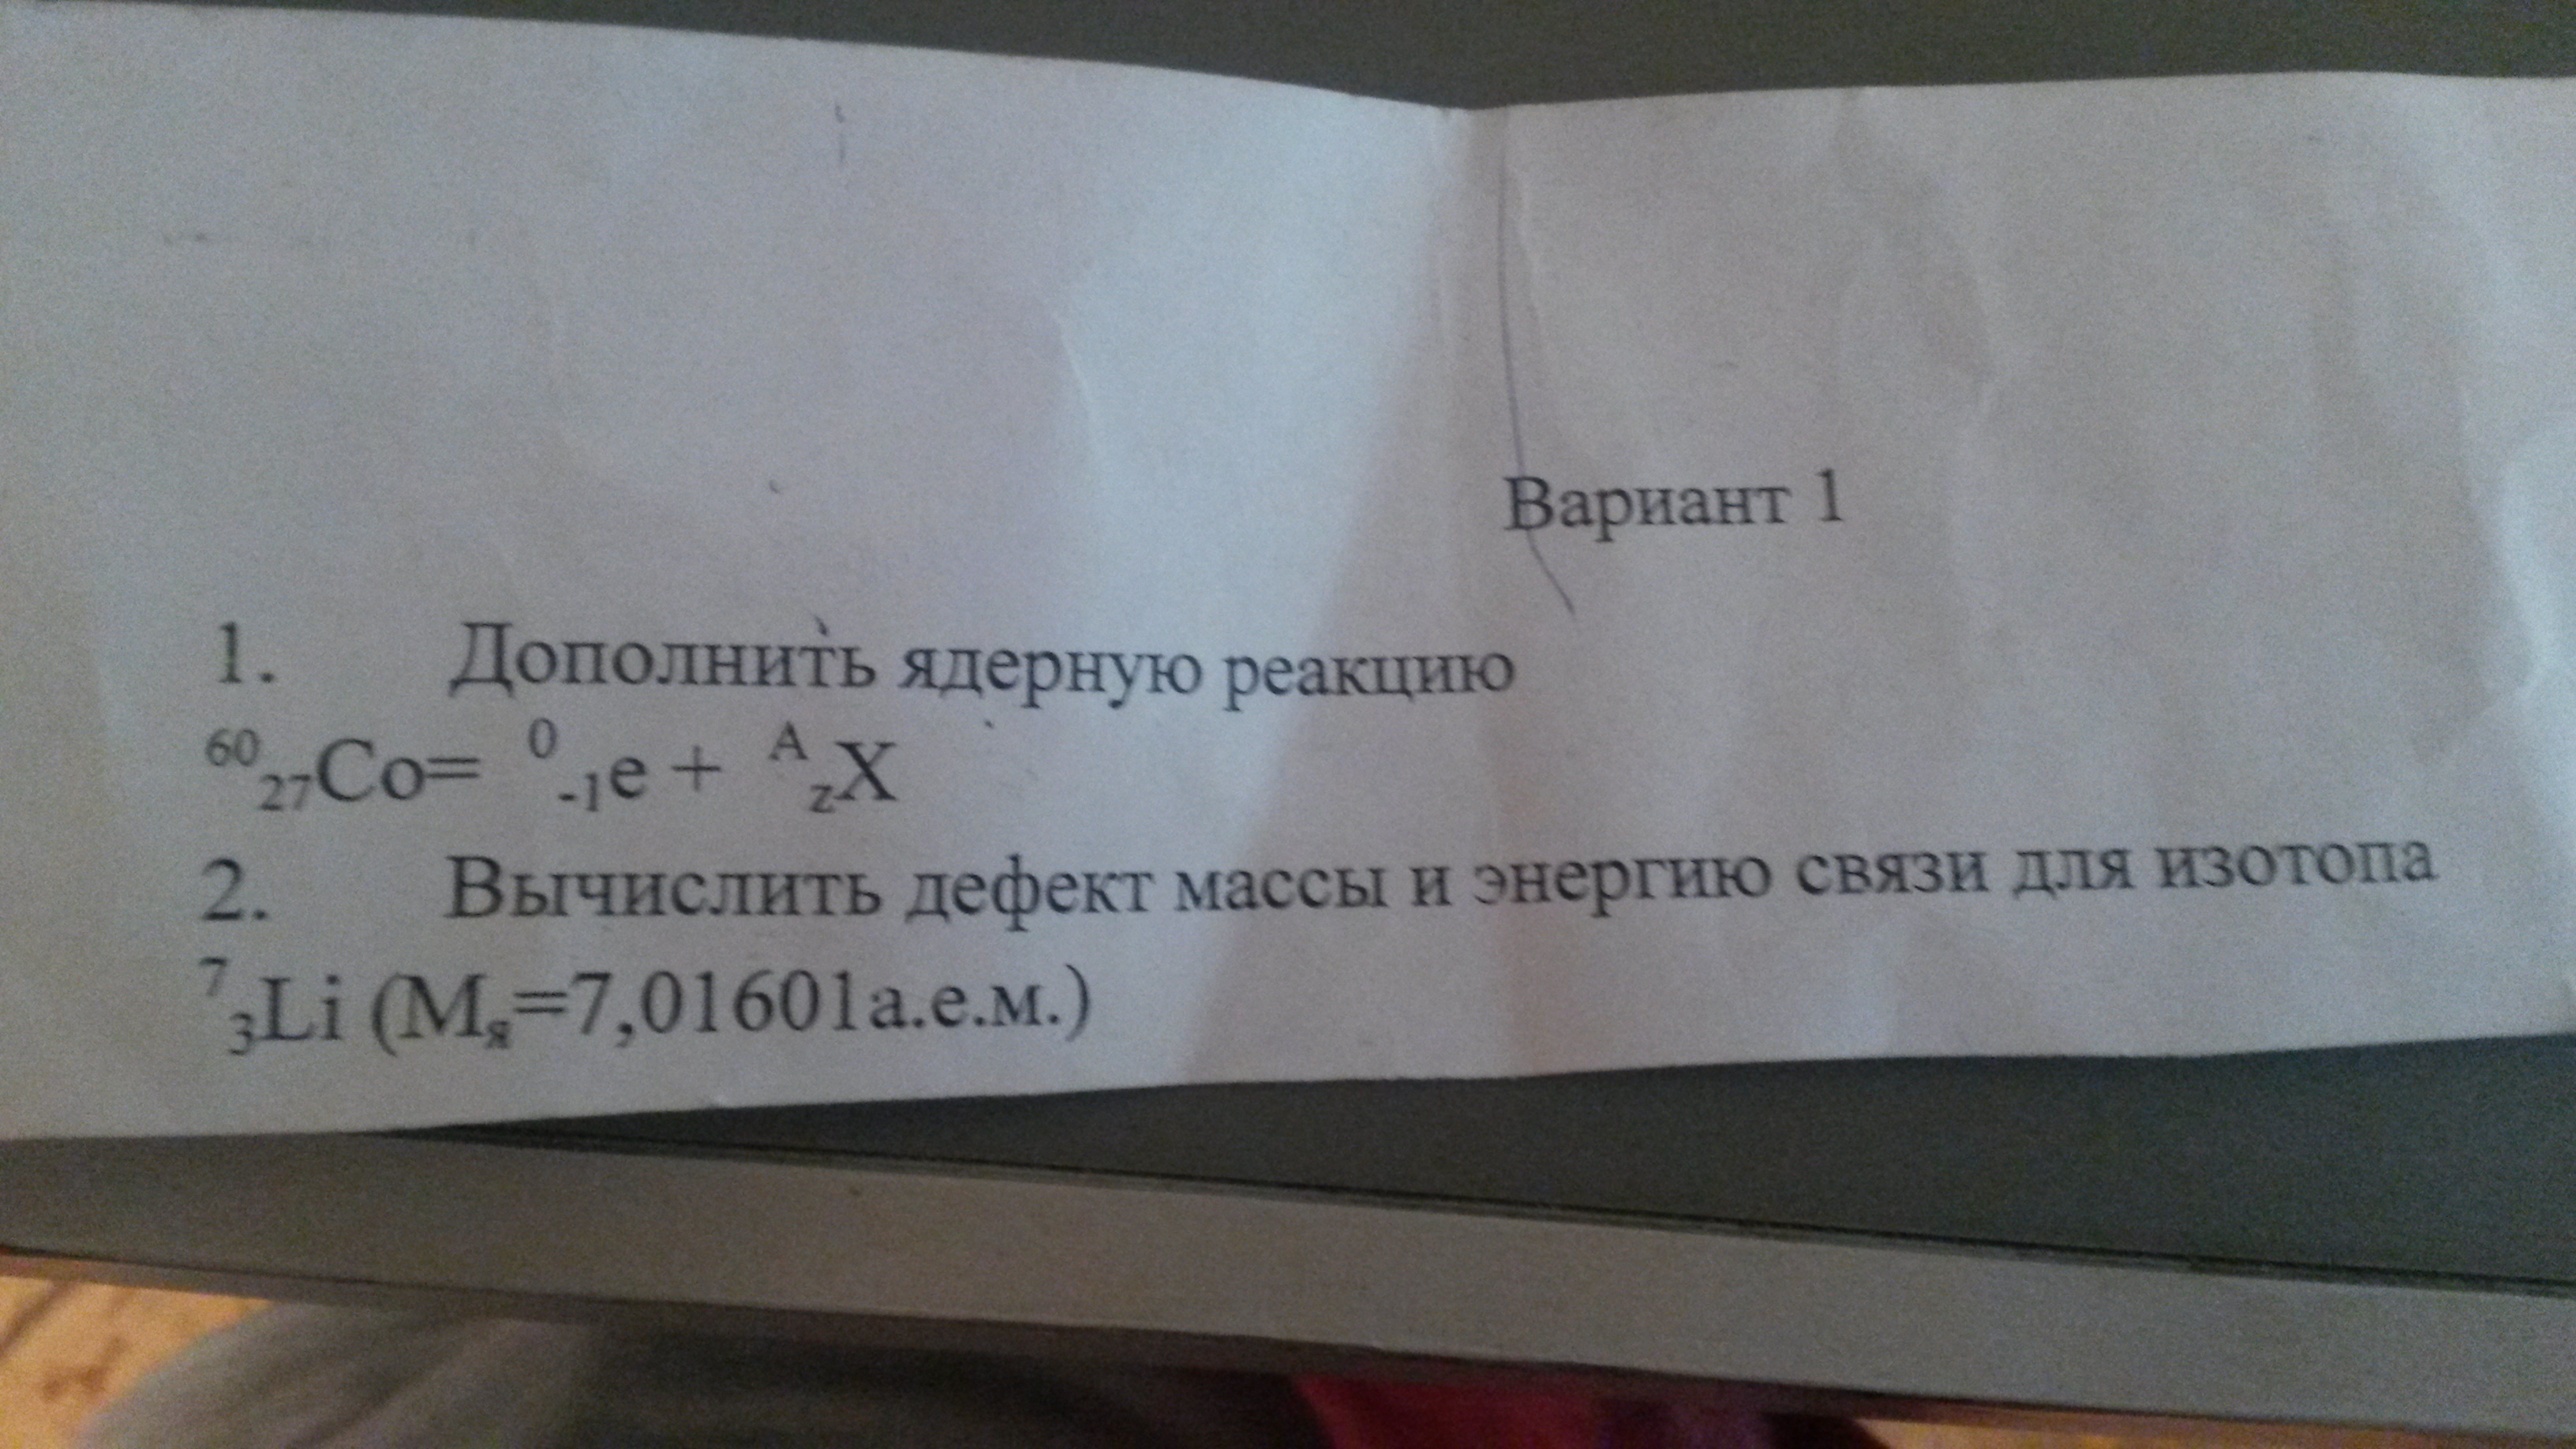 Вариант 1
1. Дополнить ядерную реакцию
⁶⁰₂₇Co= ⁰₋₁e + ᴬzX
2. Вычислить дефект массы и энергию связи для изотопа
⁷₃Li (Mя=7,01601а.е.м.)